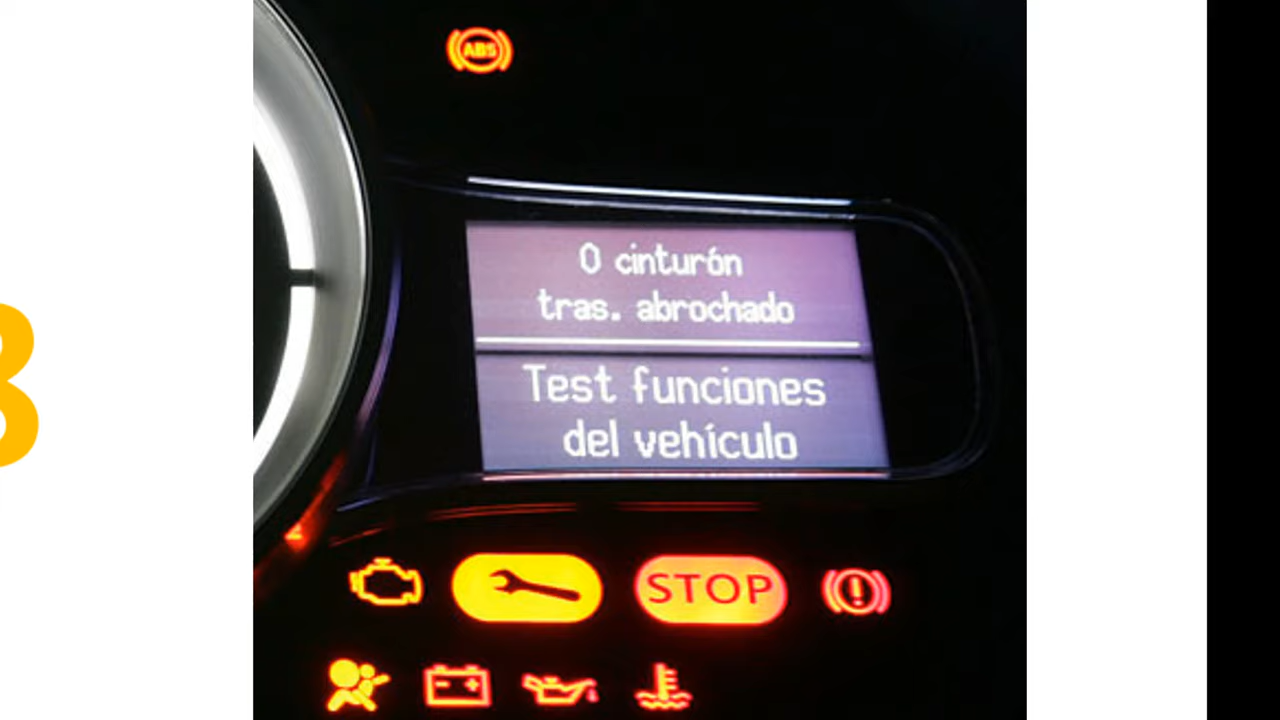 ABS
0 cinturón
tras. abrochado
Test funciones
del vehículo
STOP